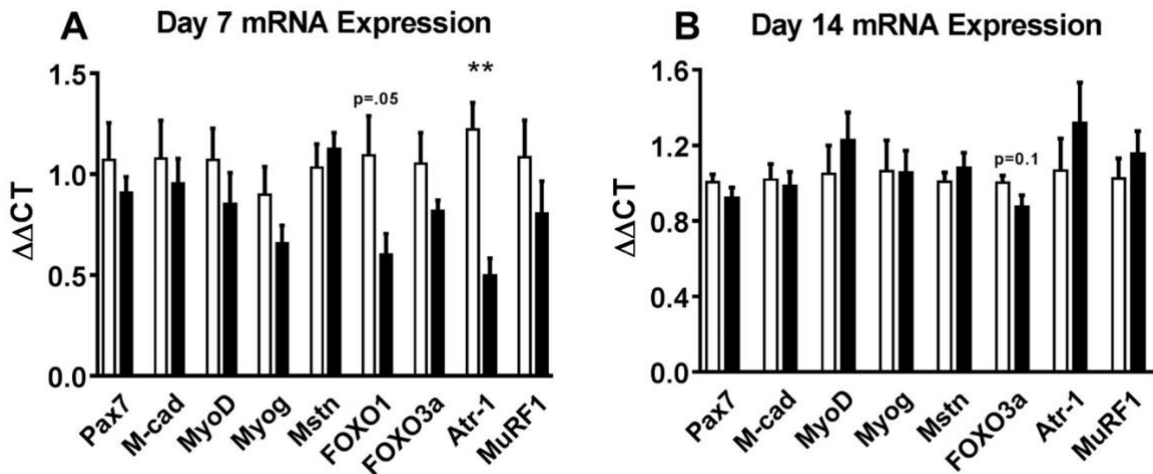 A Day 7 mRNA Expression
ΔΔCT
1.5
1.0
0.5
0.0
p=.05
**
Pax7
M-cad
MyoD
Myog
Mstn
FOXO1
FOXO3a
Atr-1
MuRF1
B Day 14 mRNA Expression
ΔΔCT
1.6
1.2
0.8
0.4
0.0
p=0.1
Pax7
M-cad
MyoD
Myog
Mstn
FOXO3a
Atr-1
MuRF1